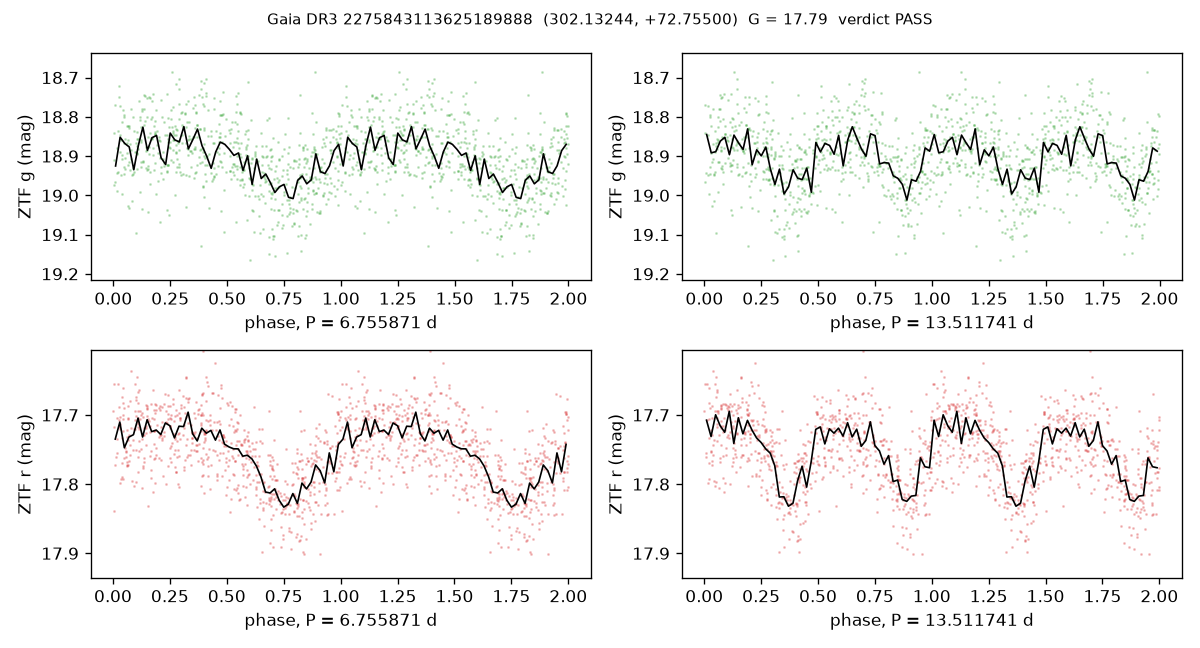 Gaia DR3 2275843113625189888  (302.13244, +72.75500)  G = 17.79  verdict PASS
ZTF g (mag)
18.7
18.8
18.9
19.0
19.1
19.2
0.00 0.25 0.50 0.75 1.00 1.25 1.50 1.75 2.00
phase, P = 6.755871 d
ZTF g (mag)
18.7
18.8
18.9
19.0
19.1
19.2
0.00 0.25 0.50 0.75 1.00 1.25 1.50 1.75 2.00
phase, P = 13.511741 d
ZTF r (mag)
17.7
17.8
17.9
0.00 0.25 0.50 0.75 1.00 1.25 1.50 1.75 2.00
phase, P = 6.755871 d
ZTF r (mag)
17.7
17.8
17.9
0.00 0.25 0.50 0.75 1.00 1.25 1.50 1.75 2.00
phase, P = 13.511741 d